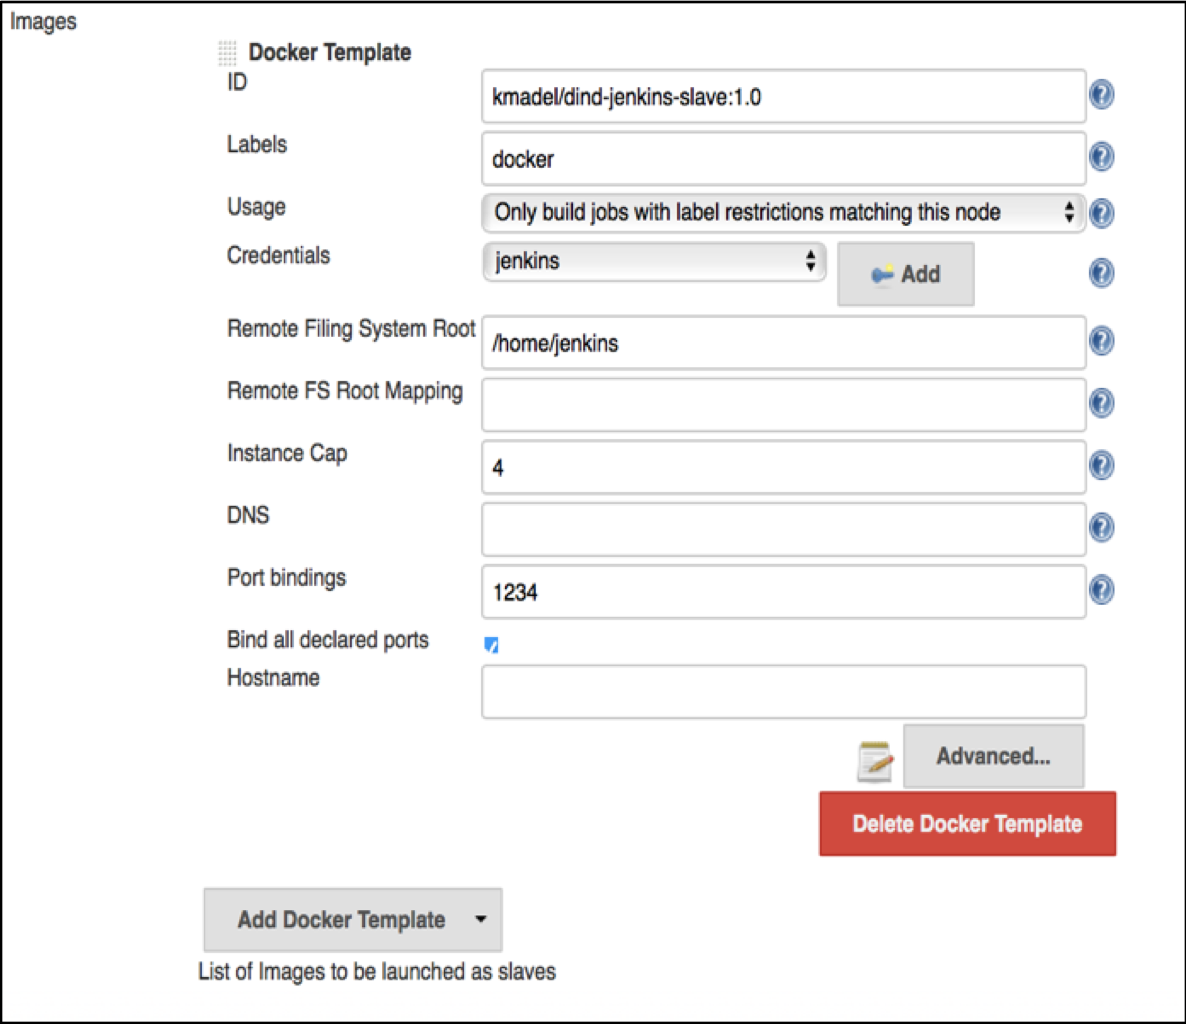 Images
Docker Template
ID
kmadel/dind-jenkins-slave:1.0
Labels
docker
Usage
Only build jobs with label restrictions matching this node
Credentials
jenkins
Add
Remote Filing System Root
/home/jenkins
Remote FS Root Mapping
Instance Cap
4
DNS
Port bindings
1234
Bind all declared ports
Hostname
Advanced...
Delete Docker Template
Add Docker Template
List of Images to be launched as slaves